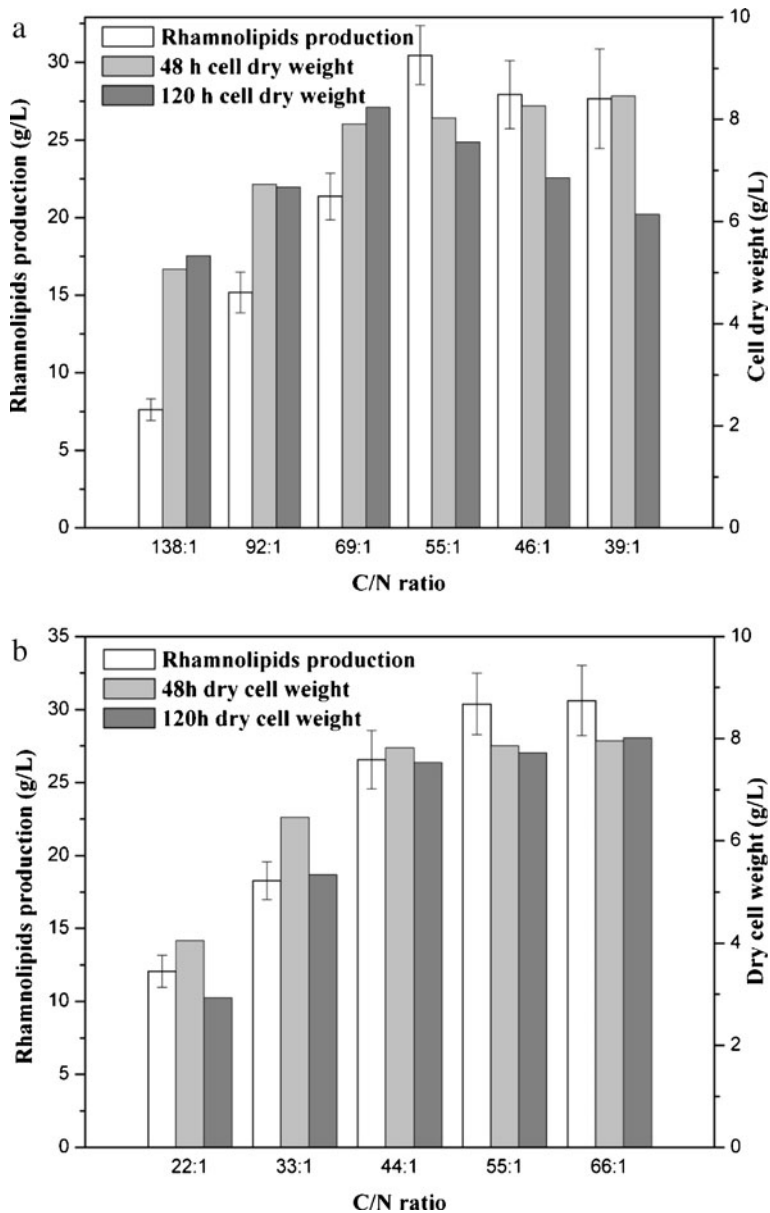 a
Rhamnolipids production
48 h cell dry weight
120 h cell dry weight
Rhamnolipids production (g/L)
30
25
20
15
10
5
0
Cell dry weight (g/L)
10
8
6
4
2
0
138:1 92:1 69:1 55:1 46:1 39:1
C/N ratio
b
Rhamnolipids production
48h dry cell weight
120h dry cell weight
Rhamnolipids production (g/L)
35
30
25
20
15
10
5
0
Dry cell weight (g/L)
10
8
6
4
2
0
22:1 33:1 44:1 55:1 66:1
C/N ratio